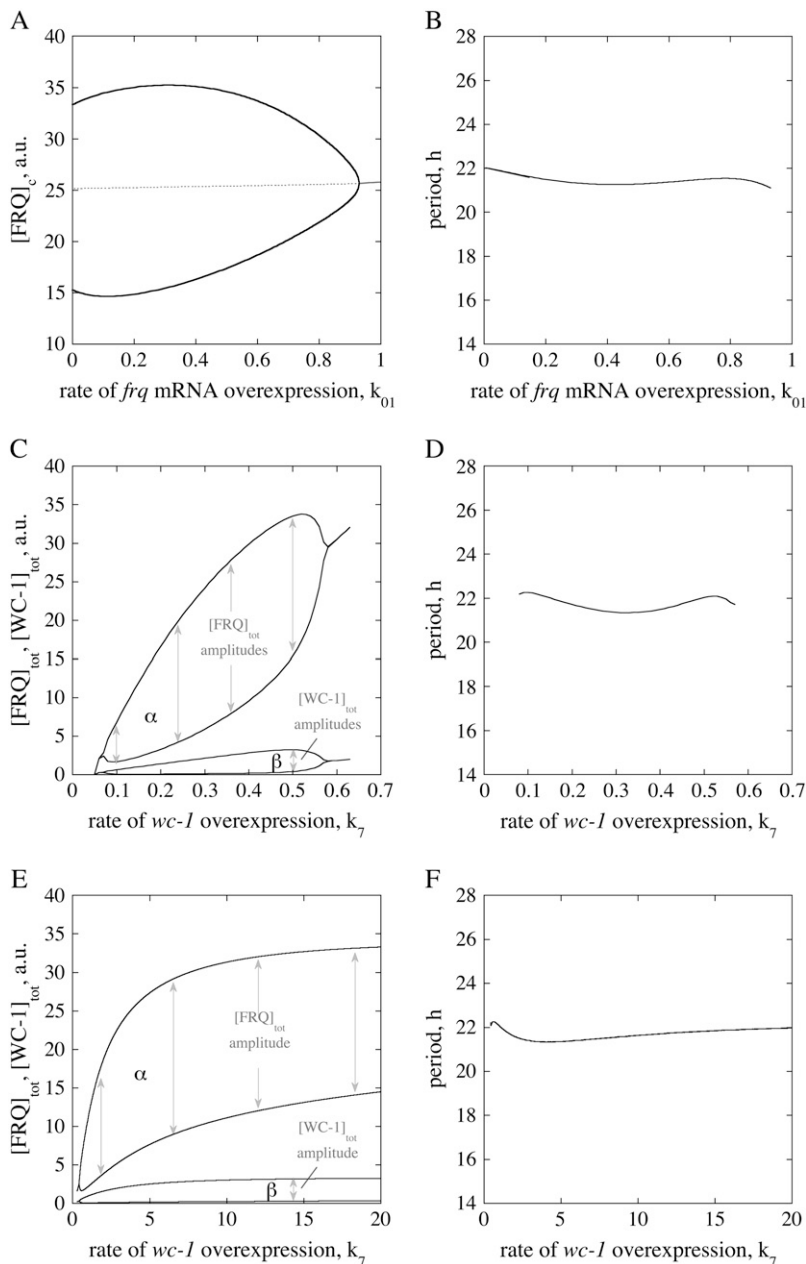 A
40
35
30
25
20
15
10
[FRQ]c, a.u.
0 0.2 0.4 0.6 0.8 1
rate of frq mRNA overexpression, k01
B
28
26
24
22
20
18
16
14
period, h
0 0.2 0.4 0.6 0.8 1
rate of frq mRNA overexpression, k01
C
40
35
30
25
20
15
10
5
0
[FRQ]tot, [WC-1]tot, a.u.
[FRQ]tot
amplitudes
α
[WC-1]tot
amplitudes
β
0 0.1 0.2 0.3 0.4 0.5 0.6 0.7
rate of wc-1 overexpression, k7
D
28
26
24
22
20
18
16
14
period, h
0 0.1 0.2 0.3 0.4 0.5 0.6 0.7
rate of wc-1 overexpression, k7
E
40
35
30
25
20
15
10
5
0
[FRQ]tot, [WC-1]tot, a.u.
[FRQ]tot
amplitude
α
[WC-1]tot
amplitude
β
0 5 10 15 20
rate of wc-1 overexpression, k7
F
28
26
24
22
20
18
16
14
period, h
0 5 10 15 20
rate of wc-1 overexpression, k7